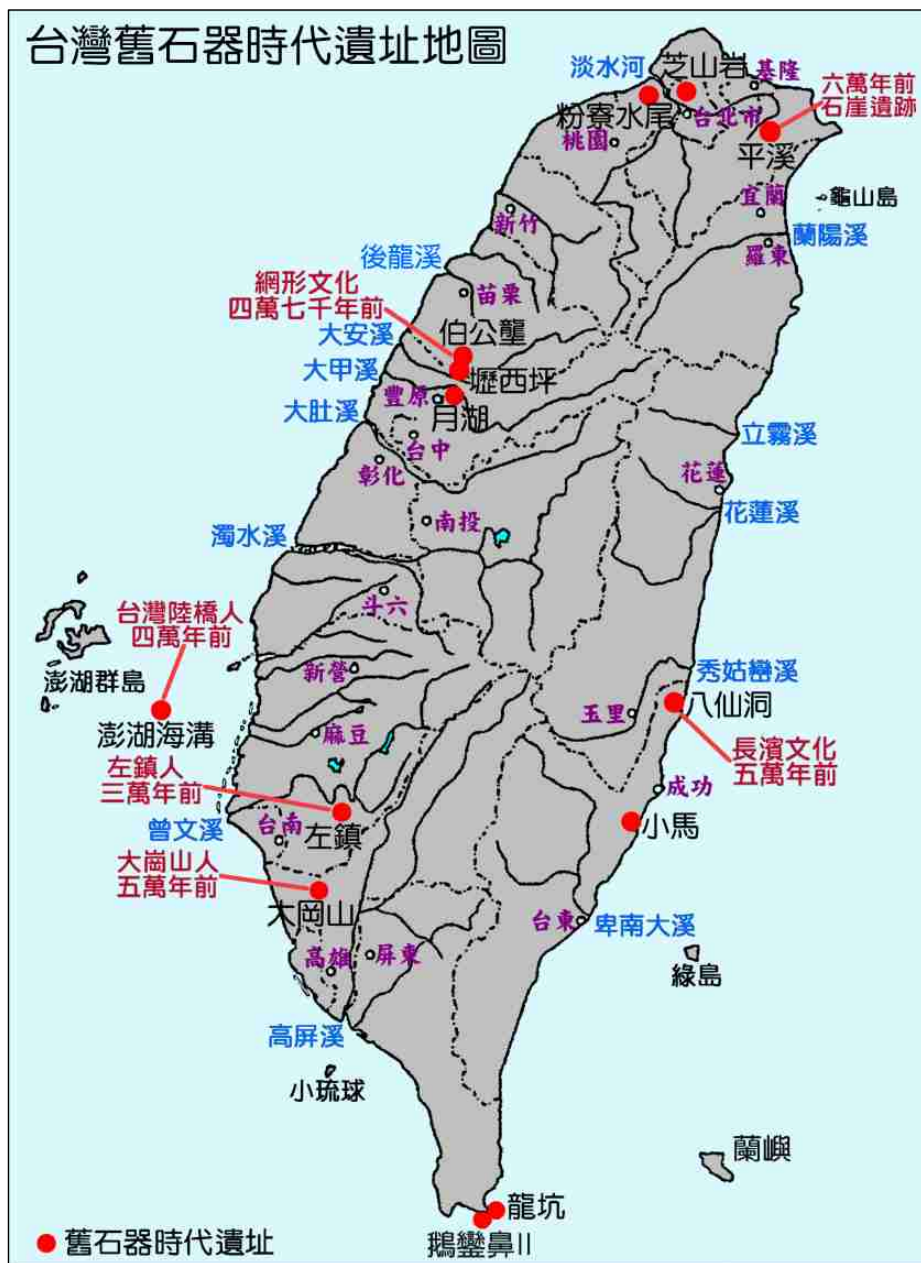 台灣舊石器時代遺址地圖
淡水河
芝山岩
基隆
六萬年前
石崖遺跡
粉寮水尾
台北市
桃園
平溪
宜蘭
龜山島
新竹
蘭陽溪
羅東
後龍溪
網形文化
四萬七千年前
苗栗
大安溪
伯公壟
大甲溪
壢西坪
豐原
月湖
大肚溪
台中
立霧溪
彰化
花蓮
南投
花蓮溪
濁水溪
斗六
台灣陸橋人
四萬年前
新營
秀姑巒溪
澎湖群島
八仙洞
玉里
澎湖海溝
麻豆
長濱文化
五萬年前
左鎮人
三萬年前
成功
曾文溪
台南
左鎮
小馬
大崗山人
五萬年前
大岡山
台東
卑南大溪
高雄
屏東
綠島
高屏溪
小琉球
蘭嶼
龍坑
鵝鑾鼻II
舊石器時代遺址